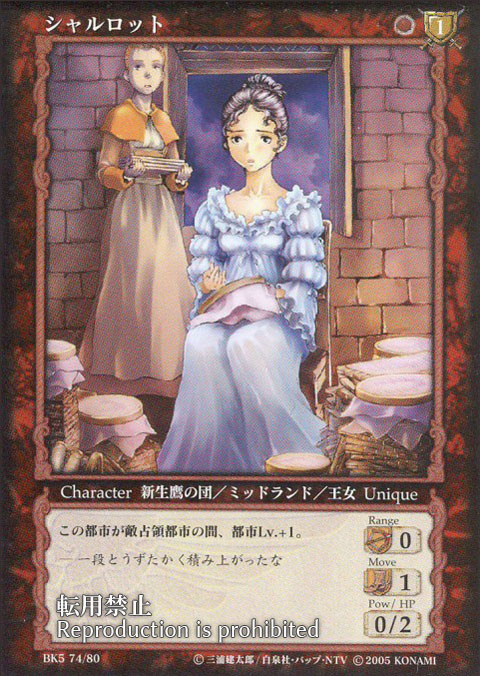 シャルロット
1
Character 新生鷹の団／ミッドランド／王女 Unique
この都市が敵占領都市の間、都市Lv.+1。
―一段とうずたかく積み上がったな
Range
0
Move
1
Pow/ HP
0/2
転用禁止
Reproduction is prohibited
BK5 74/80
© 三浦建太郎／白泉社・バップ・NTV © 2005 KONAMI